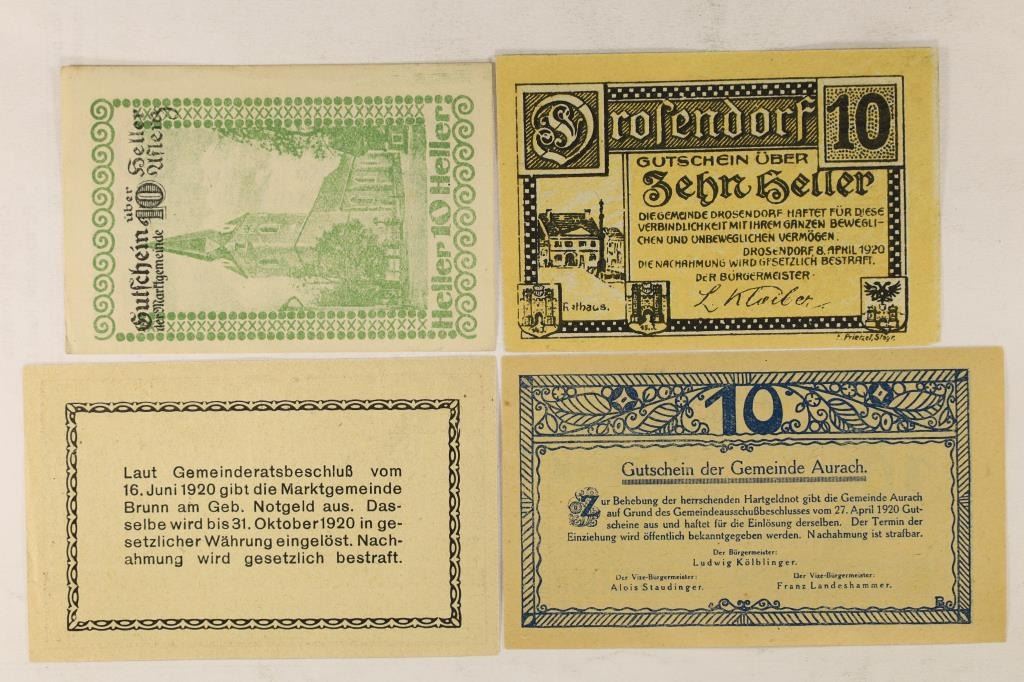 Gutschein über 10 Heller
der Marktgemeinde Aflenz
Heller 10 Heller
Drosendorf 10
GUTSCHEIN ÜBER
Zehn Heller
DIE GEMEINDE DROSENDORF HAFTET FÜR DIESE
VERBINDLICHKEIT MIT IHREM GANZEN BEWEGLI-
CHEN UND UNBEWEGLICHEN VERMÖGEN.
DROSENDORF 8. APRIL 1920
DIE NACHAHMUNG WIRD GESETZLICH BESTRAFT.
DER BÜRGERMEISTER
L Klaiber
Rathaus.
Prietzel, Steyr.
Laut Gemeinderatsbeschluß vom
16. Juni 1920 gibt die Marktgemeinde
Brunn am Geb. Notgeld aus. Das-
selbe wird bis 31. Oktober 1920 in ge-
setzlicher Währung eingelöst. Nach-
ahmung wird gesetzlich bestraft.
10
Gutschein der Gemeinde Aurach.
Zur Behebung der herrschenden Hartgeldnot gibt die Gemeinde Aurach
auf Grund des Gemeindeausschußbeschlusses vom 27. April 1920 Gut-
scheine aus und haftet für die Einlösung derselben. Der Termin der
Einziehung wird öffentlich bekanntgegeben werden. Nachahmung ist strafbar.
Der Bürgermeister:
Ludwig Kölblinger.
Der Vize-Bürgermeister: Der Vize-Bürgermeister:
Alois Staudinger. Franz Landeshammer.